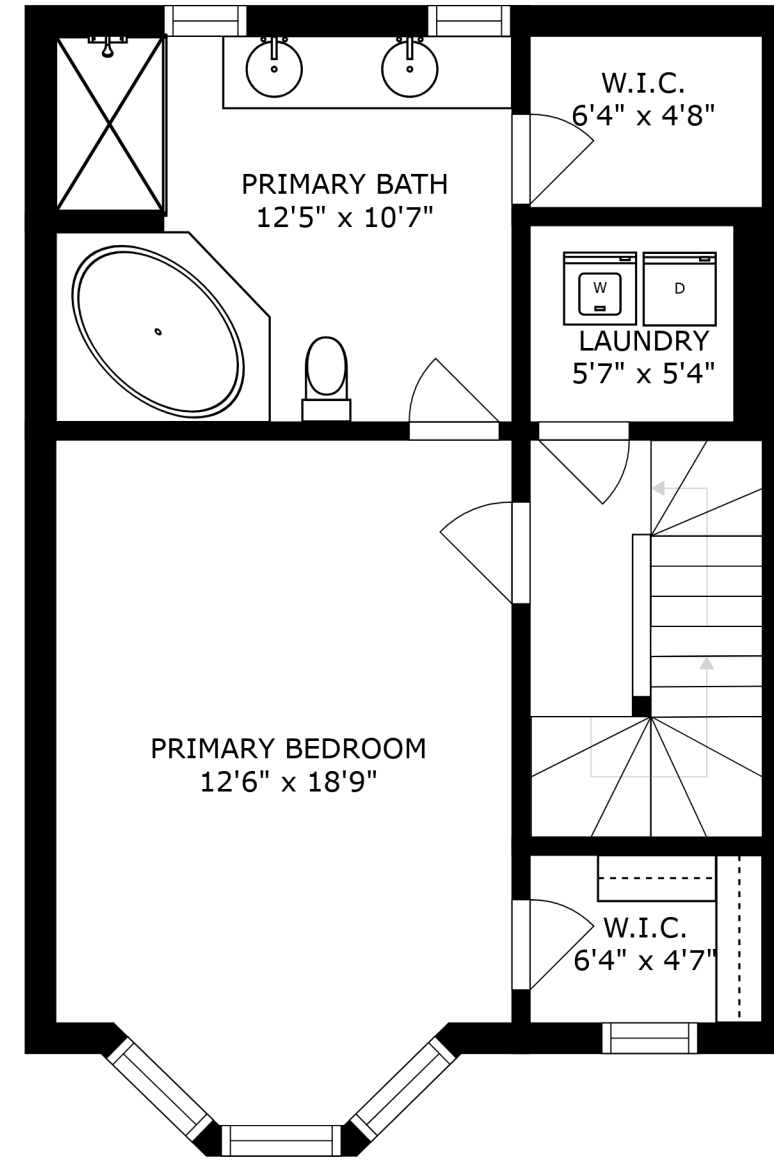 W.I.C.
6'4" x 4'8"
PRIMARY BATH
12'5" x 10'7"
W
D
LAUNDRY
5'7" x 5'4"
PRIMARY BEDROOM
12'6" x 18'9"
W.I.C.
6'4" x 4'7"